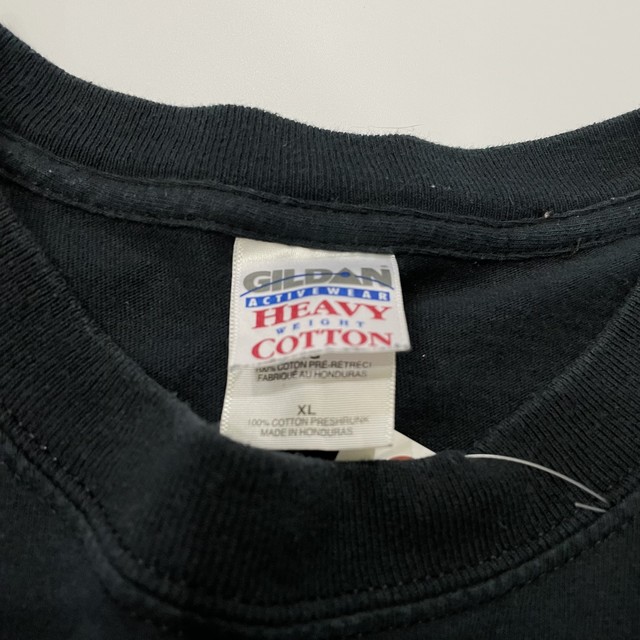 GILDAN
ACTIVEWEAR
HEAVY
WEIGHT
COTTON
100% COTON PRE-RETRECI
FABRIQUE AU HONDURAS
XL
100% COTTON PRESHRUNK
MADE IN HONDURAS